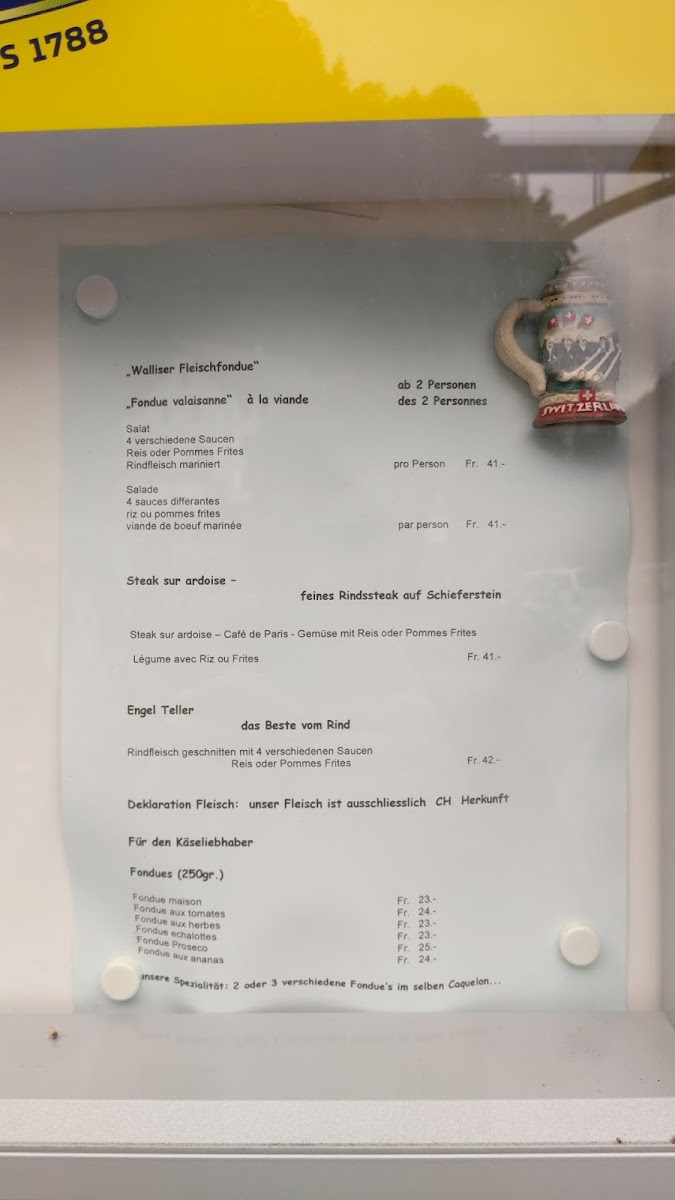 S 1788
„Walliser Fleischfondue“
ab 2 Personen
„Fondue valaisanne“ à la viande des 2 Personnes
Salat
4 verschiedene Saucen
Reis oder Pommes Frites
Rindfleisch mariniert pro Person Fr. 41.-
Salade
4 sauces differantes
riz ou pommes frites
viande de boeuf marinée par person Fr. 41.-
Steak sur ardoise –
feines Rindssteak auf Schieferstein
Steak sur ardoise – Café de Paris - Gemüse mit Reis oder Pommes Frites
Légume avec Riz ou Frites Fr. 41.-
Engel Teller
das Beste vom Rind
Rindfleisch geschnitten mit 4 verschiedenen Saucen
Reis oder Pommes Frites Fr. 42.-
Deklaration Fleisch: unser Fleisch ist ausschliesslich CH Herkunft
Für den Käseliebhaber
Fondues (250gr.)
Fondue maison Fr. 23.-
Fondue aux tomates Fr. 24.-
Fondue aux herbes Fr. 23.-
Fondue echalottes Fr. 23.-
Fondue Proseco Fr. 25.-
Fondue aux ananas Fr. 24.-
unsere Spezialität: 2 oder 3 verschiedene Fondue's im selben Caquelon...
SWITZERLAN